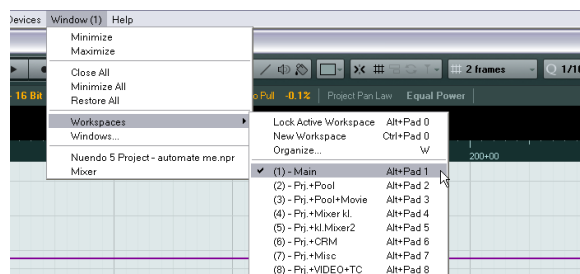 Devices Window (1) Help
Minimize
Maximize
Close All
Minimize All
Restore All
Workspaces
Windows...
Nuendo 5 Project - automate me.npr
Mixer
2 frames
1/1
16 Bit
Pull -0.1% Project Pan Law Equal Power
Lock Active Workspace Alt+Pad 0
New Workspace Ctrl+Pad 0
Organize... W
200+00
(1) - Main Alt+Pad 1
(2) - Prj.+Pool Alt+Pad 2
(3) - Prj.+Pool+Movie Alt+Pad 3
(4) - Prj.+Mixer kl. Alt+Pad 4
(5) - Prj.+kl.Mixer2 Alt+Pad 5
(6) - Prj.+CRM Alt+Pad 6
(7) - Prj.+Misc Alt+Pad 7
(8) - Prj.+VIDEO+TC Alt+Pad 8